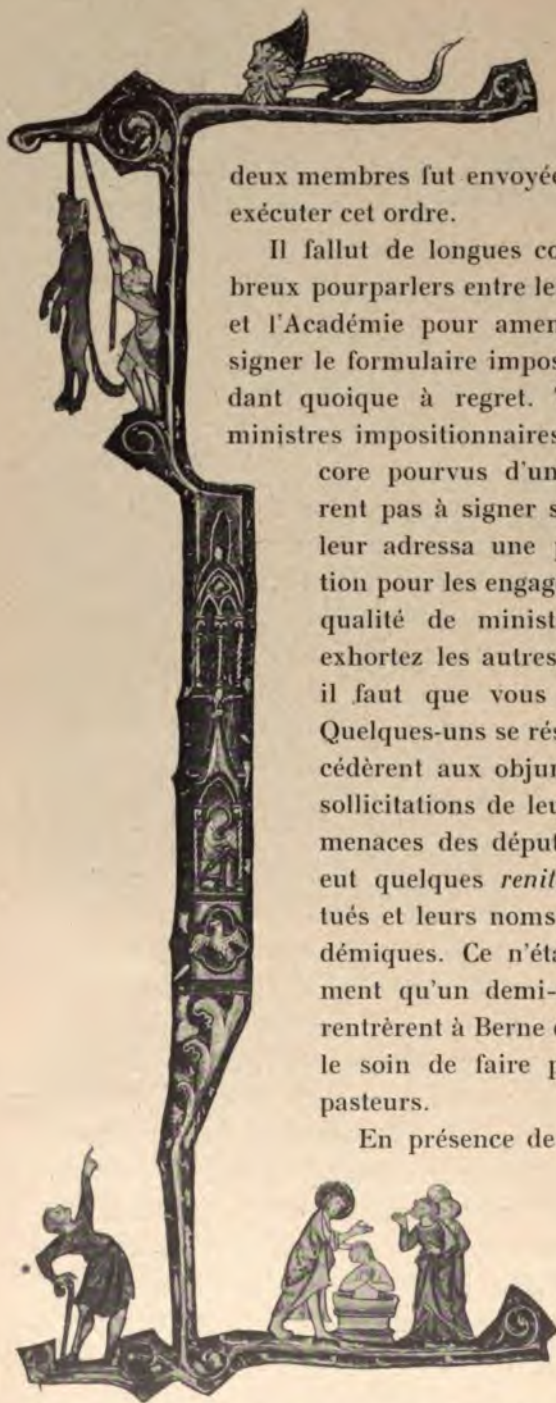 deux membres fut envoyée
exécuter cet ordre.
Il fallut de longues co
breux pourparlers entre le
et l'Académie pour amen
signer le formulaire impos
dant quoique à regret.
ministres impositionnaires
core pourvus d'un
rent pas à signer s
leur adressa une p
tion pour les engag
qualité de minist
exhortez les autres
il faut que vous
Quelques-uns se rés
cédèrent aux objur
sollicitations de leu
menaces des déput
eut quelques renit
tués et leurs noms
démiques. Ce n'éta
ment qu'un demi-
rentrèrent à Berne
le soin de faire p
pasteurs.
En présence de